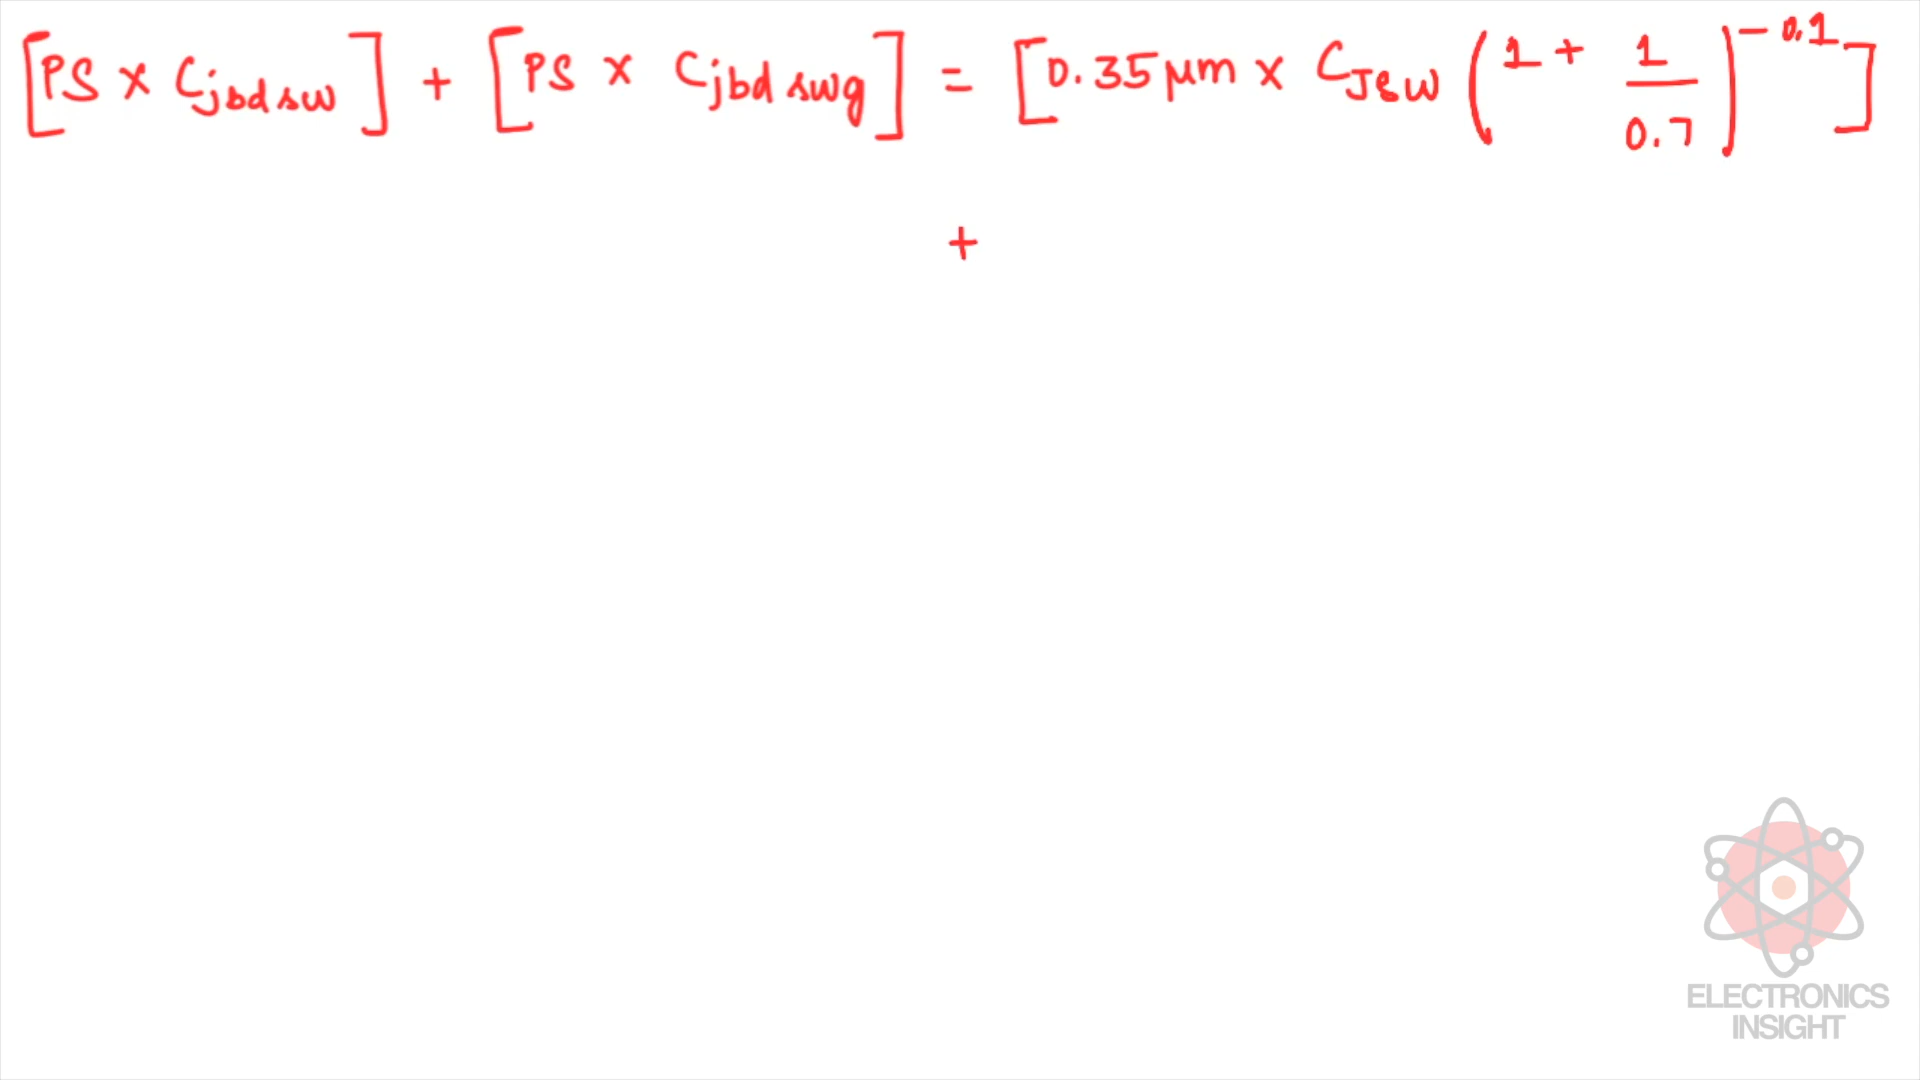 [PS × Cjbdsw] + [PS × Cjbdswg] = [0.35µm × CJSW (1 + 1/0.7)^-0.1]
+
ELECTRONICS
INSIGHT